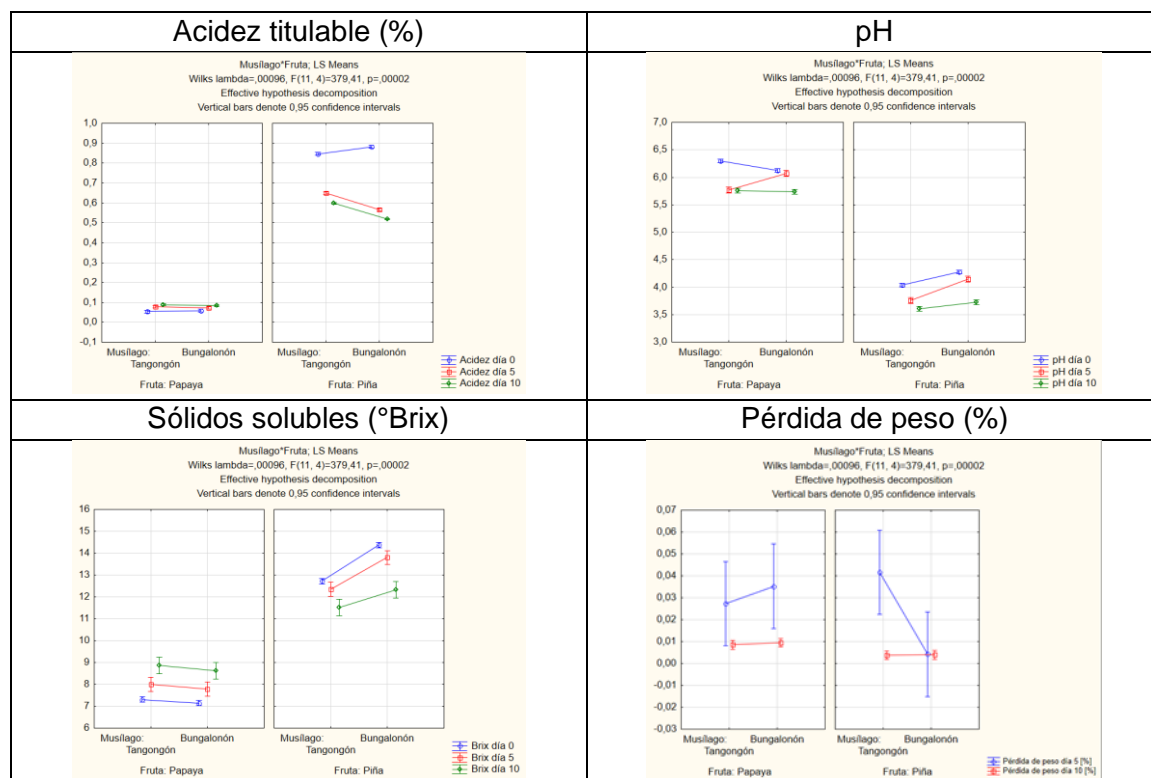 Acidez titulable (%)
Musílago*Fruta; LS Means
Wilks lambda=,00096, F(11, 4)=379,41, p=,00002
Effective hypothesis decomposition
Vertical bars denote 0,95 confidence intervals
1,0
0,9
0,8
0,7
0,6
0,5
0,4
0,3
0,2
0,1
0,0
-0,1
Musílago: Bungalonón
Tangongón
Fruta: Papaya
Musílago: Bungalonón
Tangongón
Fruta: Piña
Acidez día 0
Acidez día 5
Acidez día 10
pH
Musílago*Fruta; LS Means
Wilks lambda=,00096, F(11, 4)=379,41, p=,00002
Effective hypothesis decomposition
Vertical bars denote 0,95 confidence intervals
7,0
6,5
6,0
5,5
5,0
4,5
4,0
3,5
3,0
Musílago: Bungalonón
Tangongón
Fruta: Papaya
Musílago: Bungalonón
Tangongón
Fruta: Piña
pH día 0
pH día 5
pH día 10
Sólidos solubles (°Brix)
Musílago*Fruta; LS Means
Wilks lambda=,00096, F(11, 4)=379,41, p=,00002
Effective hypothesis decomposition
Vertical bars denote 0,95 confidence intervals
16
15
14
13
12
11
10
9
8
7
6
Musílago: Bungalonón
Tangongón
Fruta: Papaya
Musílago: Bungalonón
Tangongón
Fruta: Piña
Brix día 0
Brix día 5
Brix día 10
Pérdida de peso (%)
Musílago*Fruta; LS Means
Wilks lambda=,00096, F(11, 4)=379,41, p=,00002
Effective hypothesis decomposition
Vertical bars denote 0,95 confidence intervals
0,07
0,06
0,05
0,04
0,03
0,02
0,01
0,00
-0,01
-0,02
-0,03
Musílago: Bungalonón
Tangongón
Fruta: Papaya
Musílago: Bungalonón
Tangongón
Fruta: Piña
Pérdida de peso día 5 [%]
Pérdida de peso día 10 [%]